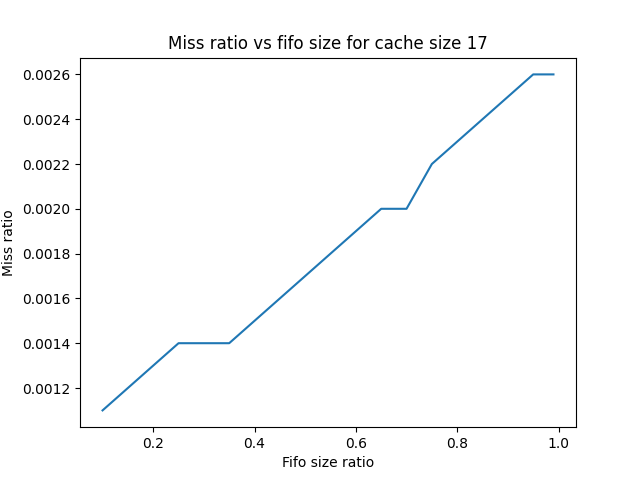 Miss ratio vs fifo size for cache size 17
0.0026
0.0024
0.0022
0.0020
0.0018
0.0016
0.0014
0.0012
Miss ratio
0.2 0.4 0.6 0.8 1.0
Fifo size ratio